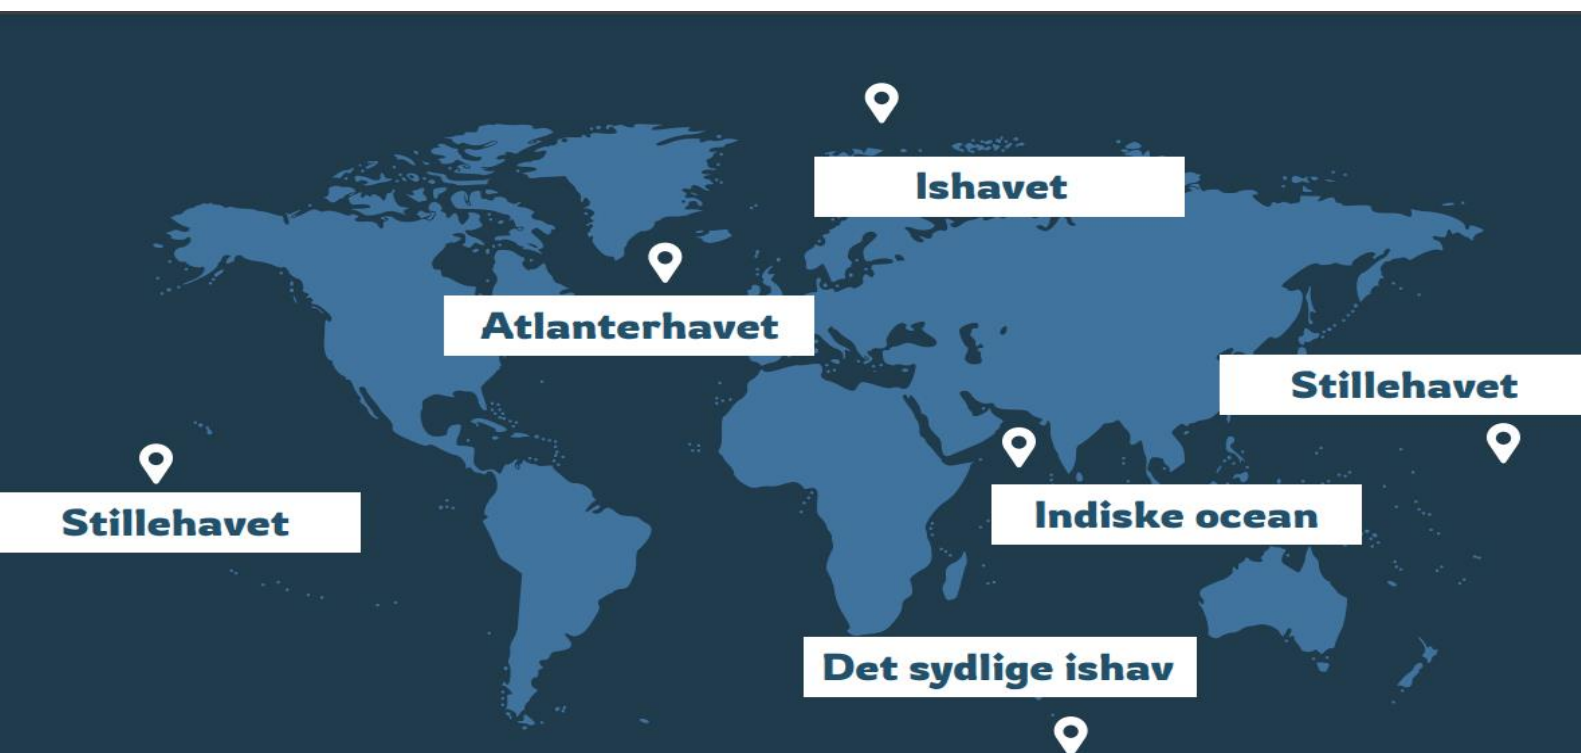 Ishavet
Atlanterhavet
Stillehavet
Stillehavet
Indiske ocean
Det sydlige ishav